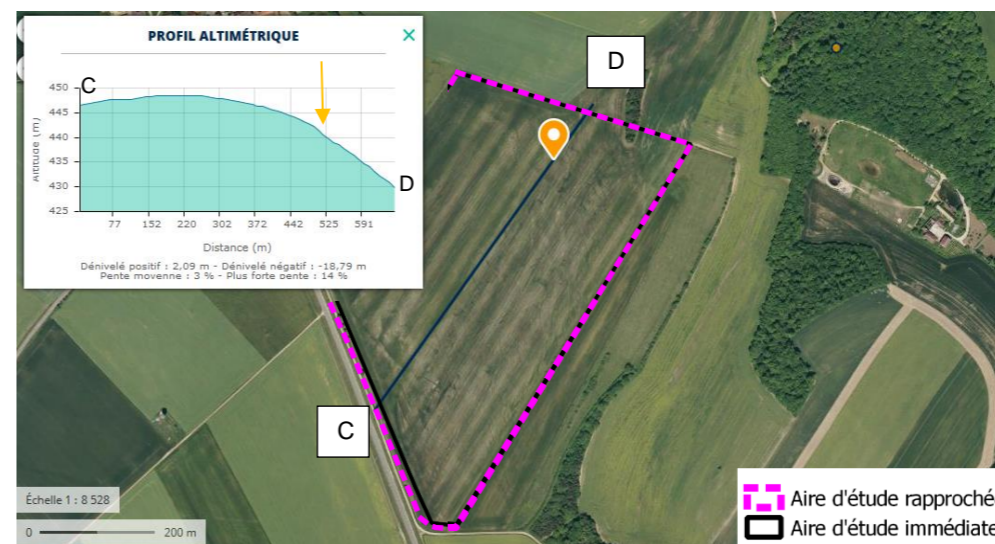 PROFIL ALTIMÉTRIQUE
C
450
445
440
435
430
425
Altitude (m)
D
77 152 220 302 372 442 525 591
Distance (m)
Dénivelé positif : 2,09 m - Dénivelé négatif : -18,79 m
Pente moyenne : 3 % - Plus forte pente : 14 %
D
C
Échelle 1 : 8 528
0 200 m
Aire d'étude rapproché
Aire d'étude immédiate